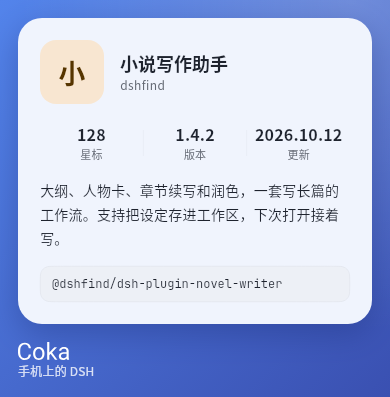 小
小说写作助手
dshfind
128
1.4.2
2026.10.12
星标
版本
更新
大纲、人物卡、章节续写和润色，一套写长篇的
工作流。支持把设定存进工作区，下次打开接着
写。
@dshfind/dsh-plugin-novel-writer
Coka
手机上的 DSH